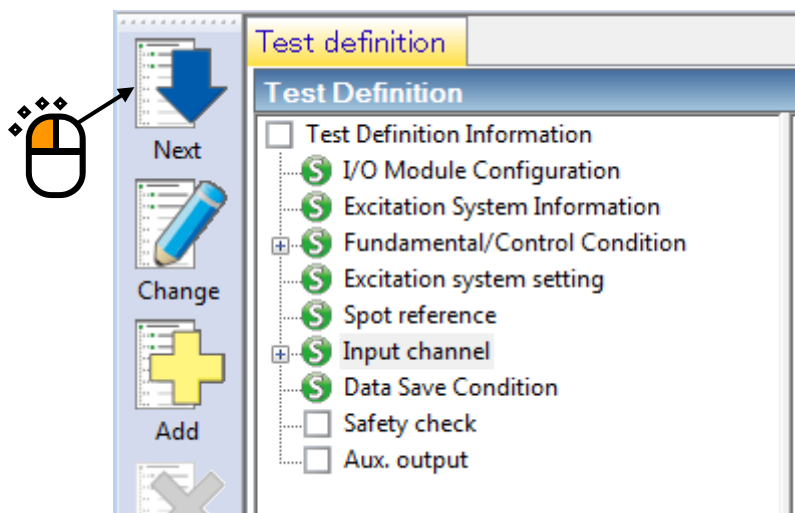 Test definition
Test Definition
Next
Change
Add
Test Definition Information
S I/O Module Configuration
S Excitation System Information
S Fundamental/Control Condition
S Excitation system setting
S Spot reference
S Input channel
S Data Save Condition
Safety check
Aux. output